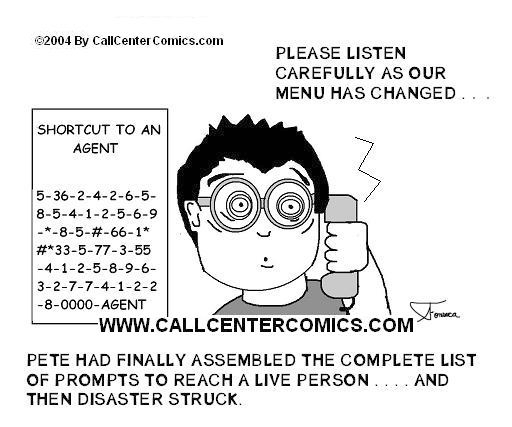 ©2004 By CallCenterComics.com
PLEASE LISTEN
CAREFULLY AS OUR
MENU HAS CHANGED . . .
SHORTCUT TO AN
AGENT
5-36-2-4-2-6-5-
8-5-4-1-2-5-6-9
-*-8-5-#-66-1*
#*33-5-77-3-55
-4-1-2-5-8-9-6-
3-2-7-7-4-1-2-2
-8-0000-AGENT
WWW.CALLCENTERCOMICS.COM
Fonseca
PETE HAD FINALLY ASSEMBLED THE COMPLETE LIST
OF PROMPTS TO REACH A LIVE PERSON . . . . AND
THEN DISASTER STRUCK.